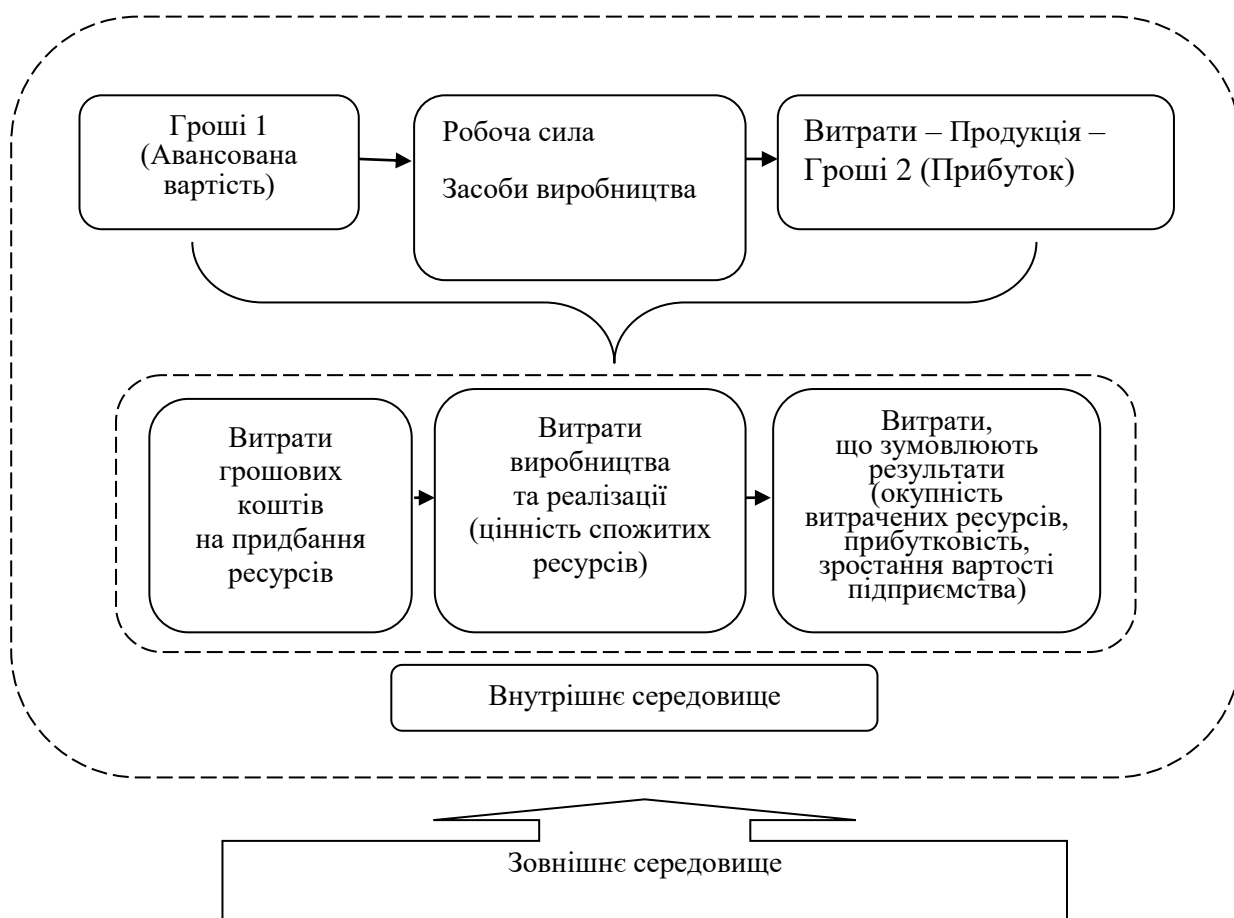 Гроші 1
(Авансована
вартість)
Робоча сила
Засоби виробництва
Витрати – Продукція –
Гроші 2 (Прибуток)
Витрати
грошових
коштів
на придбання
ресурсів
Витрати
виробництва
та реалізації
(цінність спожитих
ресурсів)
Витрати,
що зумовлюють
результати
(окупність
витрачених ресурсів,
прибутковість,
зростання вартості
підприємства)
Внутрішнє середовище
Зовнішнє середовище